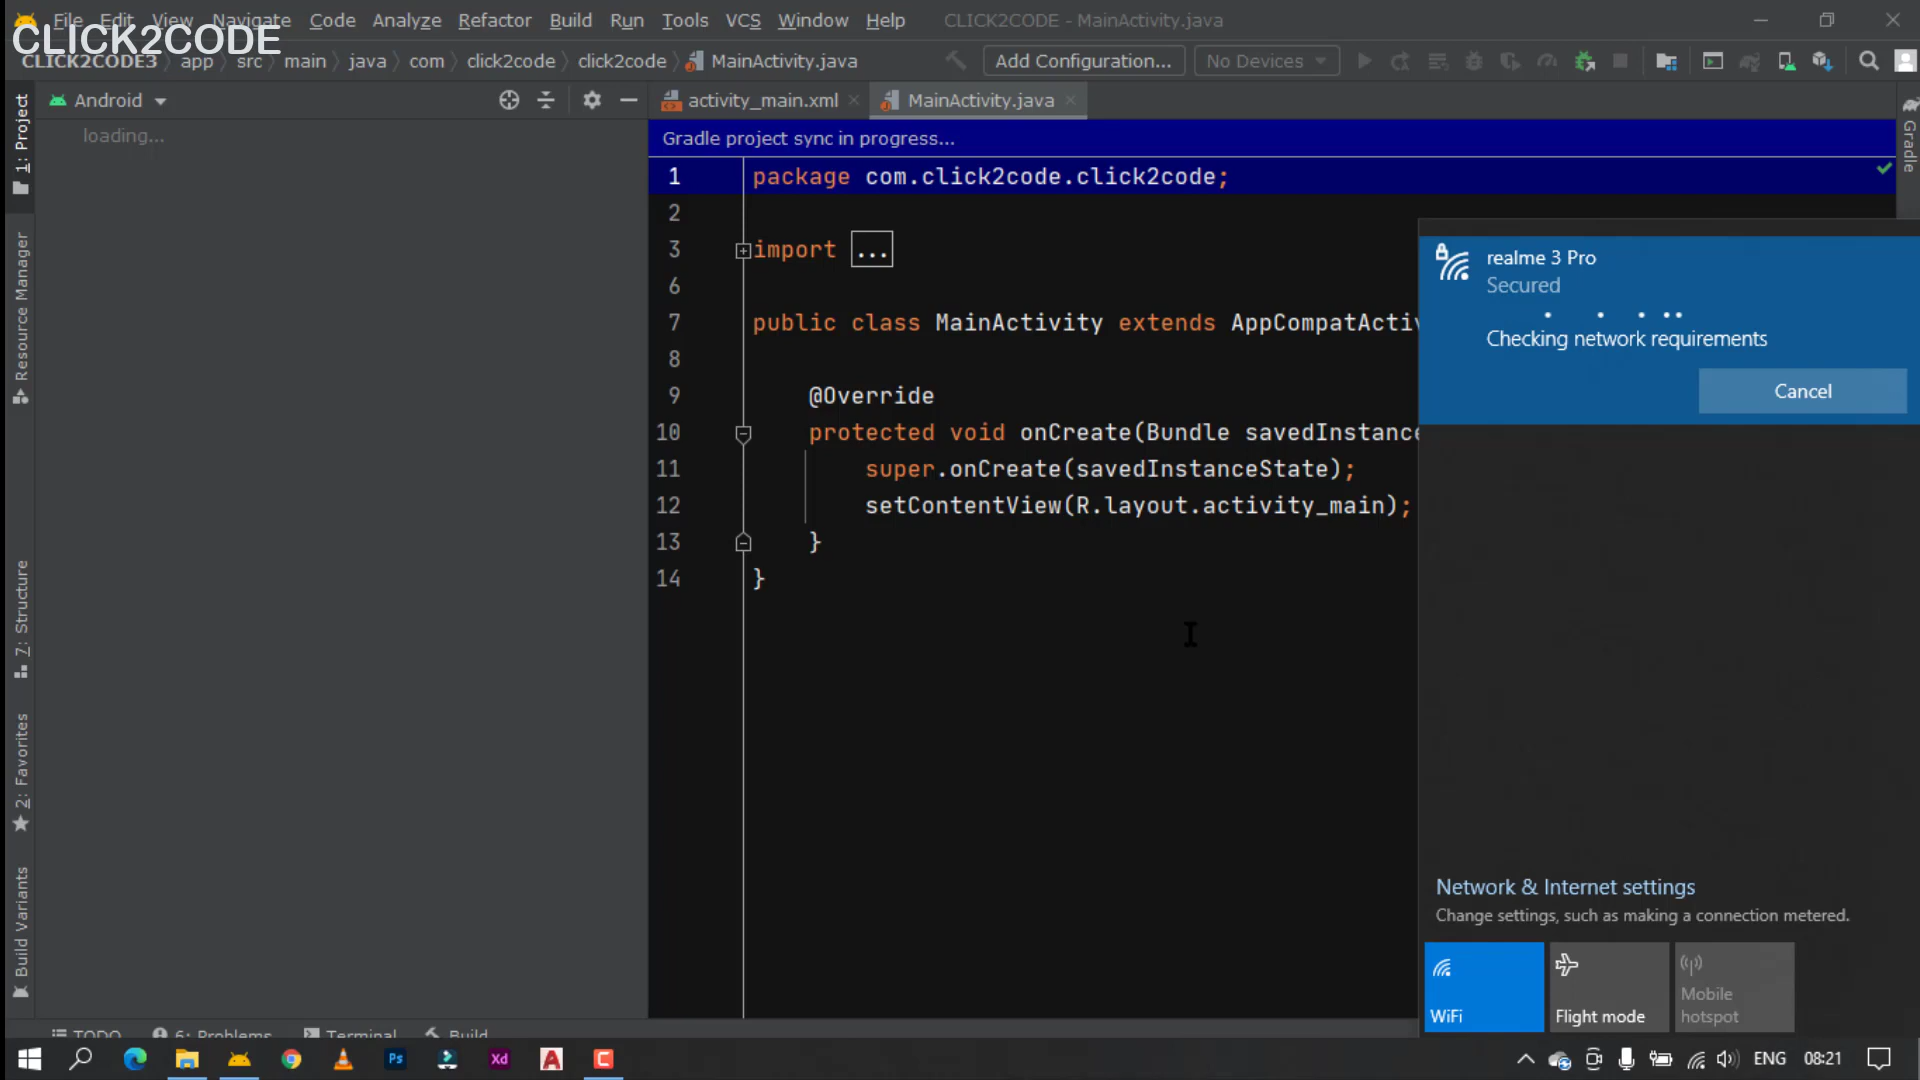 File Edit View Navigate Code Analyze Refactor Build Run Tools VCS Window Help CLICK2CODE - MainActivity.java
CLICK2CODE
CLICK2CODE3 app src main java com click2code click2code MainActivity.java Add Configuration... No Devices
1: Project
Android
activity_main.xml MainActivity.java
Gradle
loading...
Gradle project sync in progress...
1 package com.click2code.click2code;
2
3 import ...
6
7 public class MainActivity extends AppCompatActiv
8
9 @Override
10 protected void onCreate(Bundle savedInstance
11 super.onCreate(savedInstanceState);
12 setContentView(R.layout.activity_main);
13 }
14 }
Resource Manager
7: Structure
2: Favorites
Build Variants
realme 3 Pro
Secured
Checking network requirements
Cancel
Network & Internet settings
Change settings, such as making a connection metered.
WiFi
Flight mode
Mobile
hotspot
TODO 6: Problems Terminal Build
Ps Xd
ENG 08:21